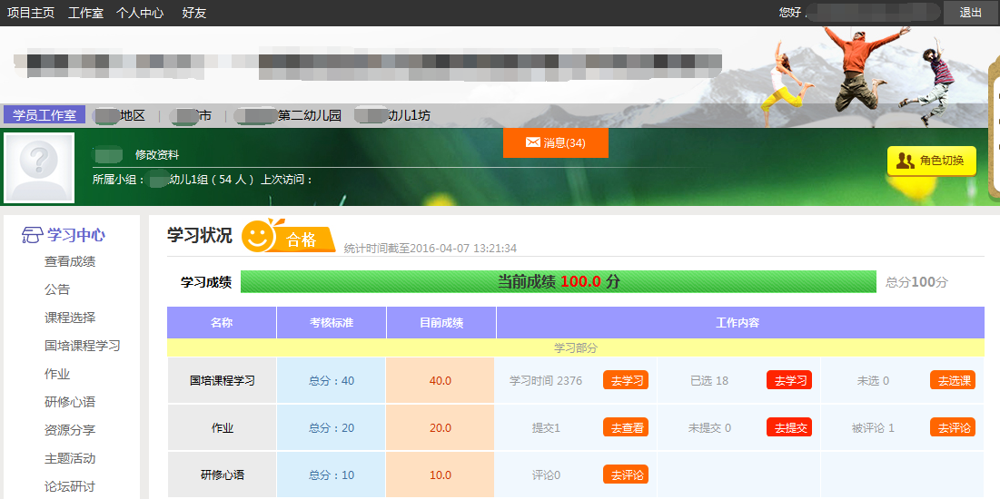 项目主页 工作室 个人中心 好友 您好, 退出
学员工作室 地区 | 市 | 第二幼儿园 幼儿1坊
消息(34)
修改资料
角色切换
所属小组： 幼儿1组 ( 54 人 ) 上次访问：
学习中心
查看成绩
公告
课程选择
国培课程学习
作业
研修心语
资源分享
主题活动
论坛研讨
学习状况 合格 统计时间截至2016-04-07 13:21:34
学习成绩 当前成绩 100.0 分 总分100分
名称 考核标准 目前成绩 工作内容
学习部分
国培课程学习 总分：40 40.0 学习时间 2376 去学习 已选 18 去学习 未选 0 去选课
作业 总分：20 20.0 提交1 去查看 未提交 0 去提交 被评论 1 去评论
研修心语 总分：10 10.0 评论0 去评论